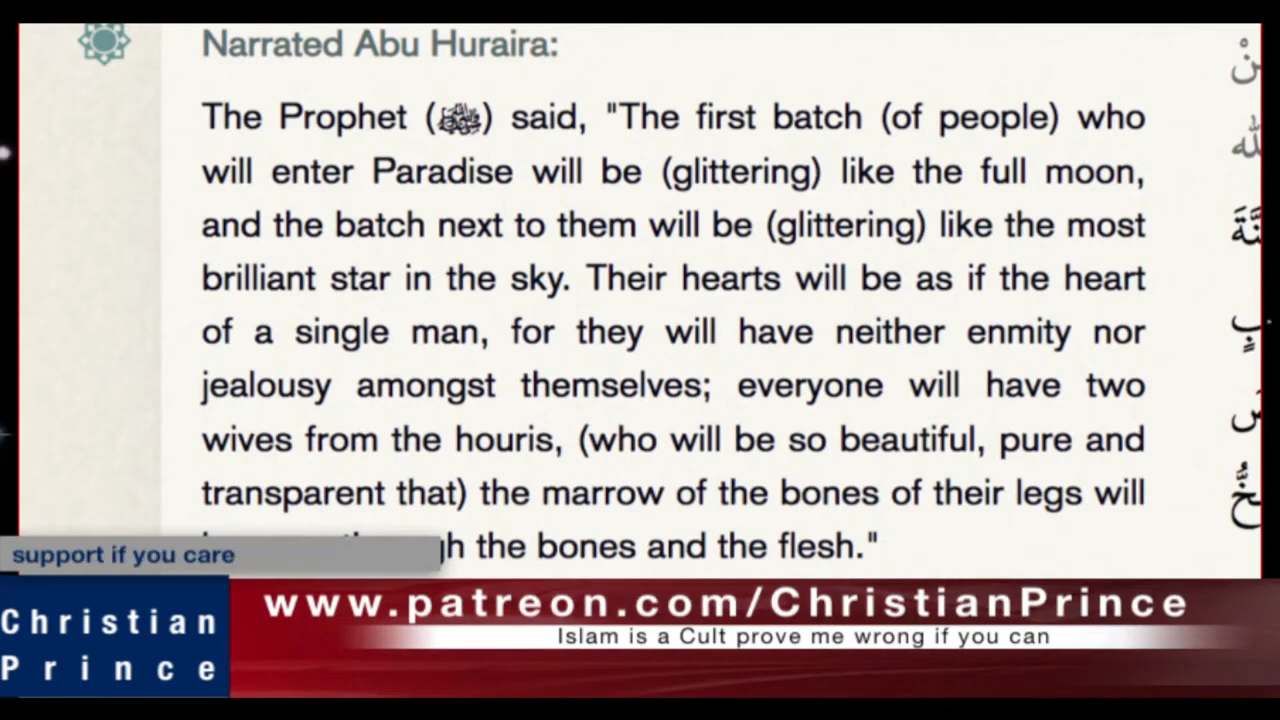 Narrated Abu Huraira:
The Prophet (ﷺ) said, "The first batch (of people) who
will enter Paradise will be (glittering) like the full moon,
and the batch next to them will be (glittering) like the most
brilliant star in the sky. Their hearts will be as if the heart
of a single man, for they will have neither enmity nor
jealousy amongst themselves; everyone will have two
wives from the houris, (who will be so beautiful, pure and
transparent that) the marrow of the bones of their legs will
the bones and the flesh."
support if you care
Christian
Prince
www.patreon.com/ChristianPrince
Islam is a Cult prove me wrong if you can